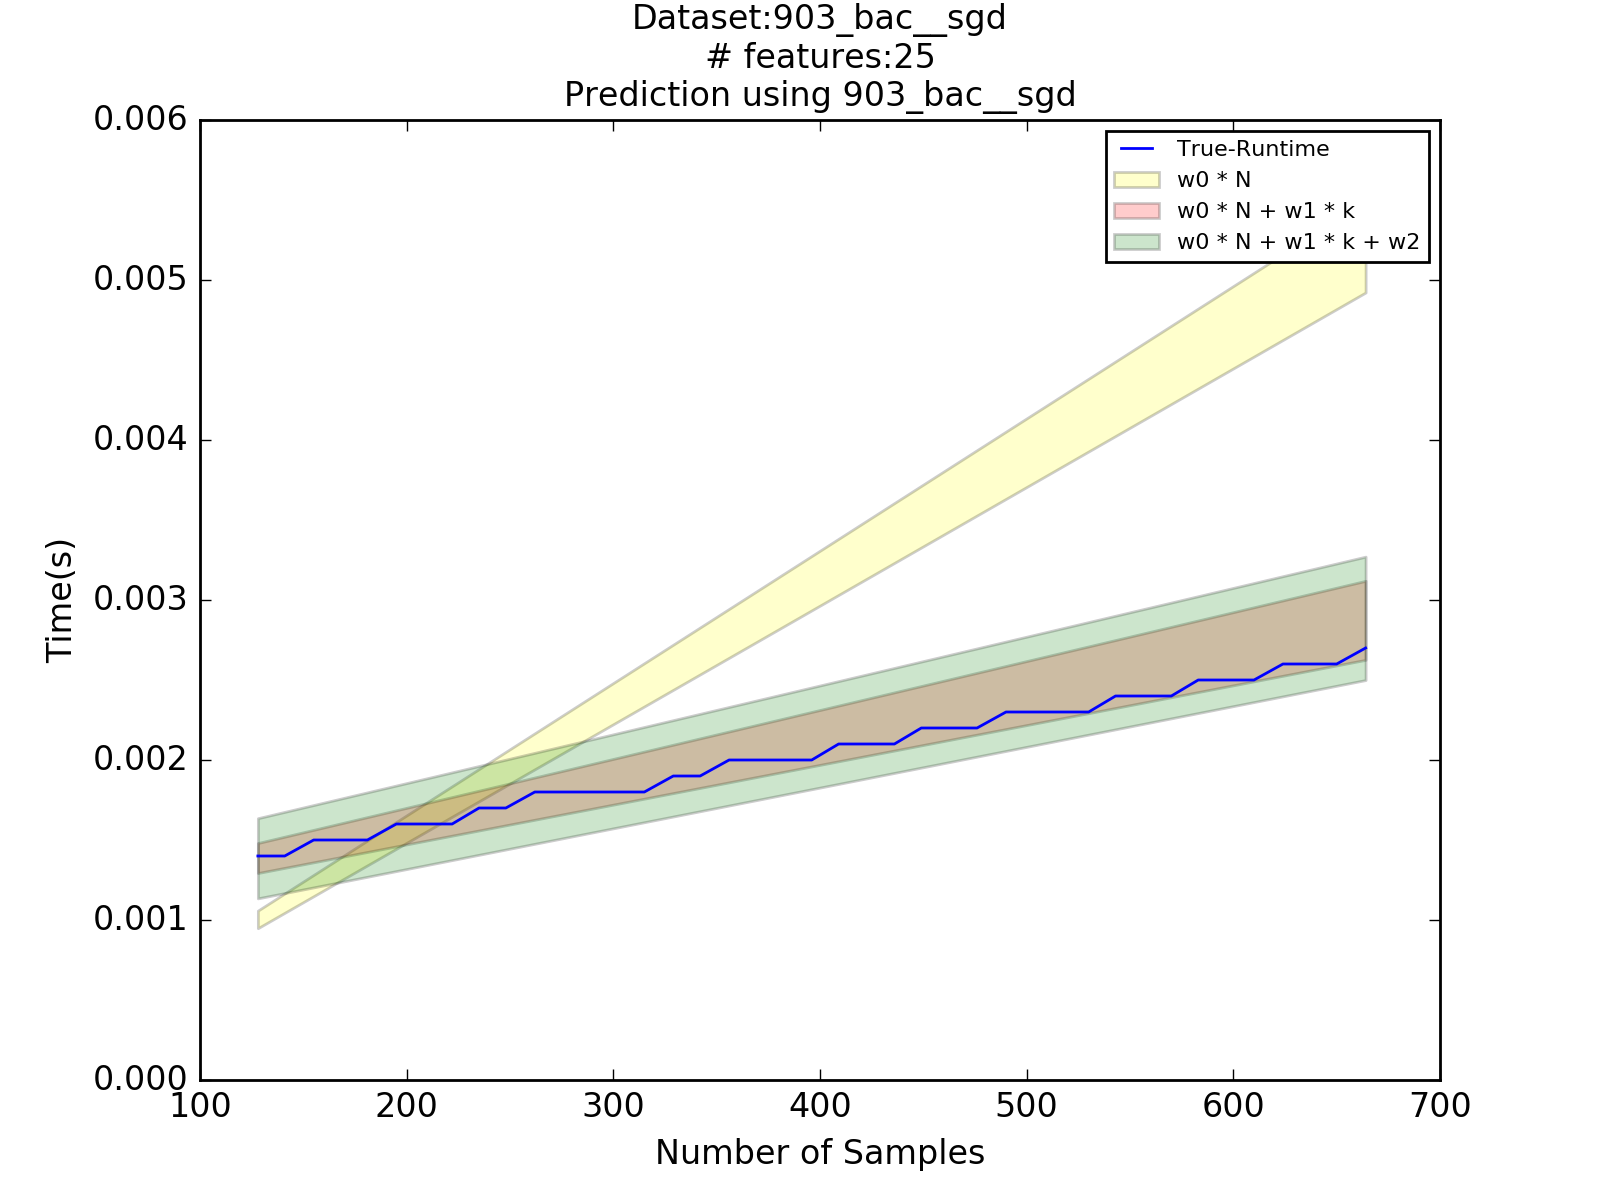 Dataset:903_bac__sgd
# features:25
Prediction using 903_bac__sgd
True-Runtime
w0 * N
w0 * N + w1 * k
w0 * N + w1 * k + w2
0.006
0.005
0.004
0.003
0.002
0.001
0.000
Time(s)
100 200 300 400 500 600 700
Number of Samples